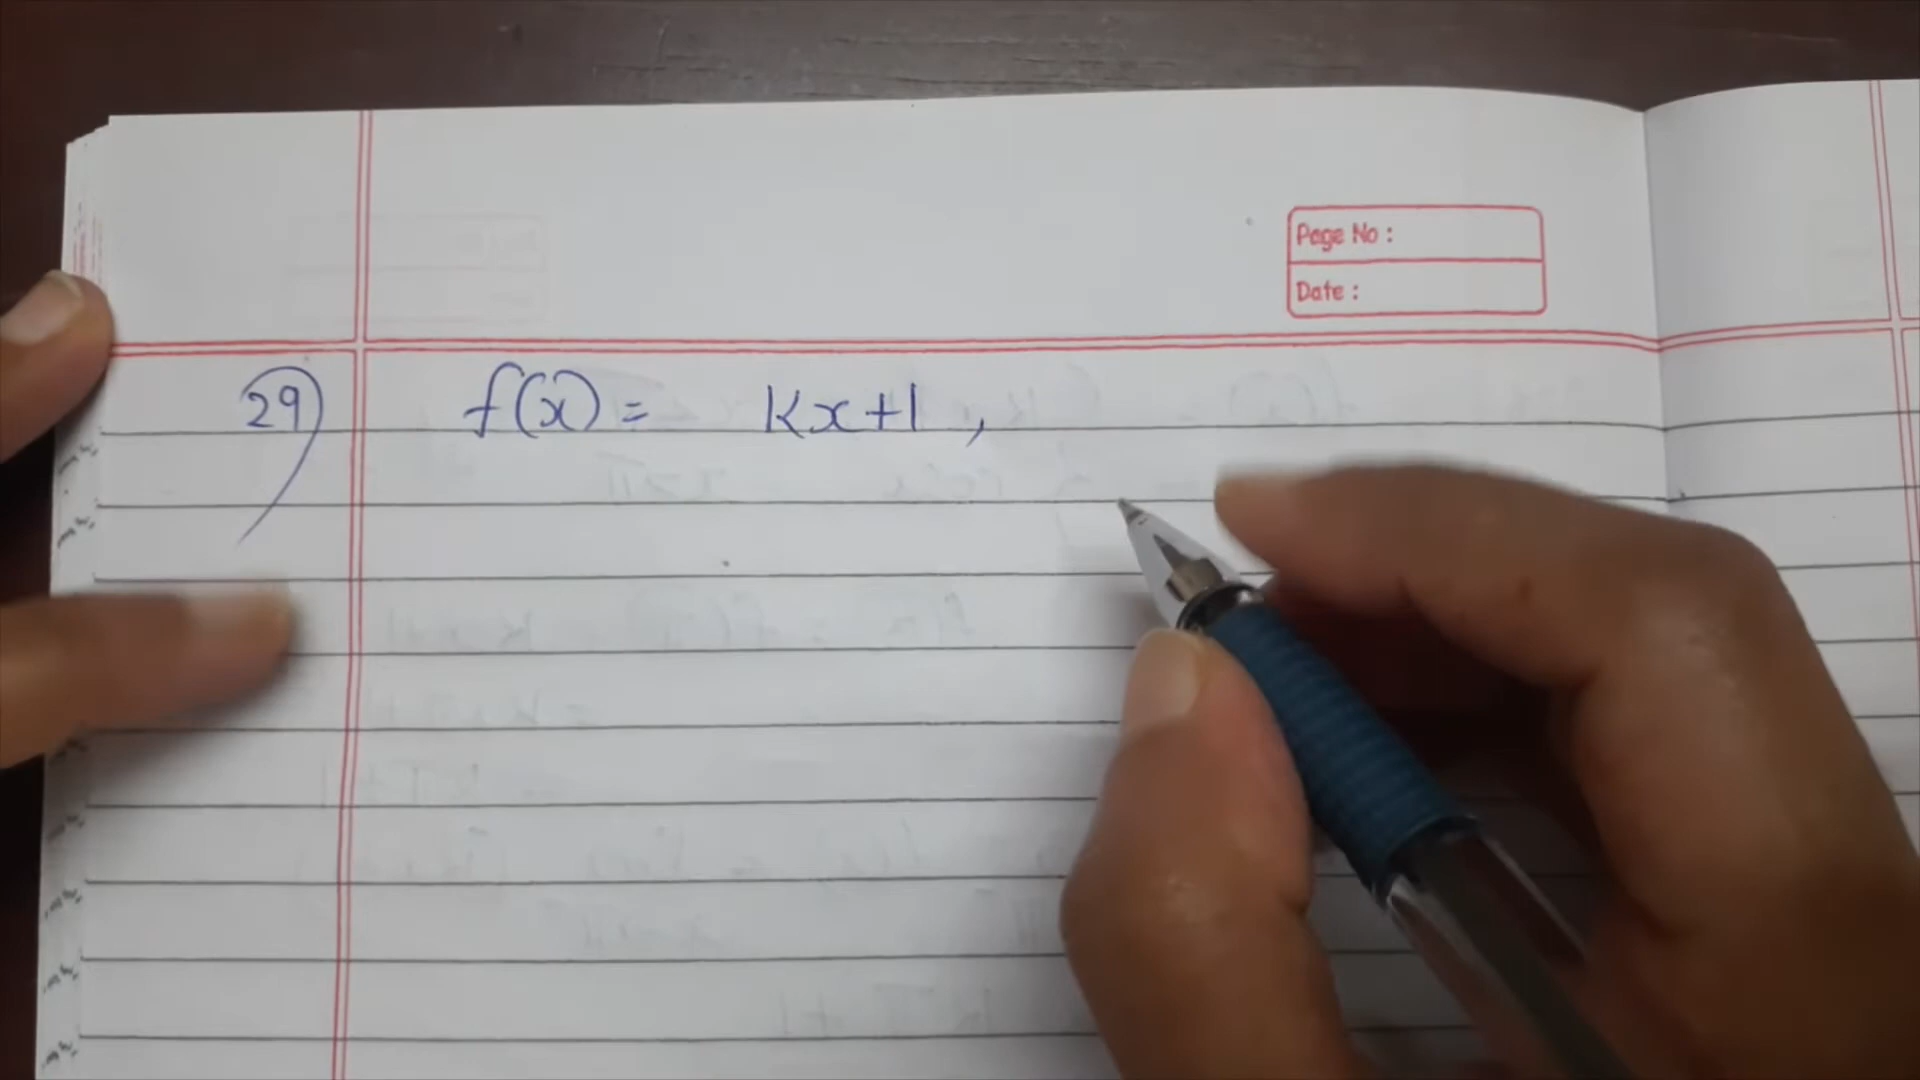 Page No :
Date :
29) f(x) = Kx+1 ,